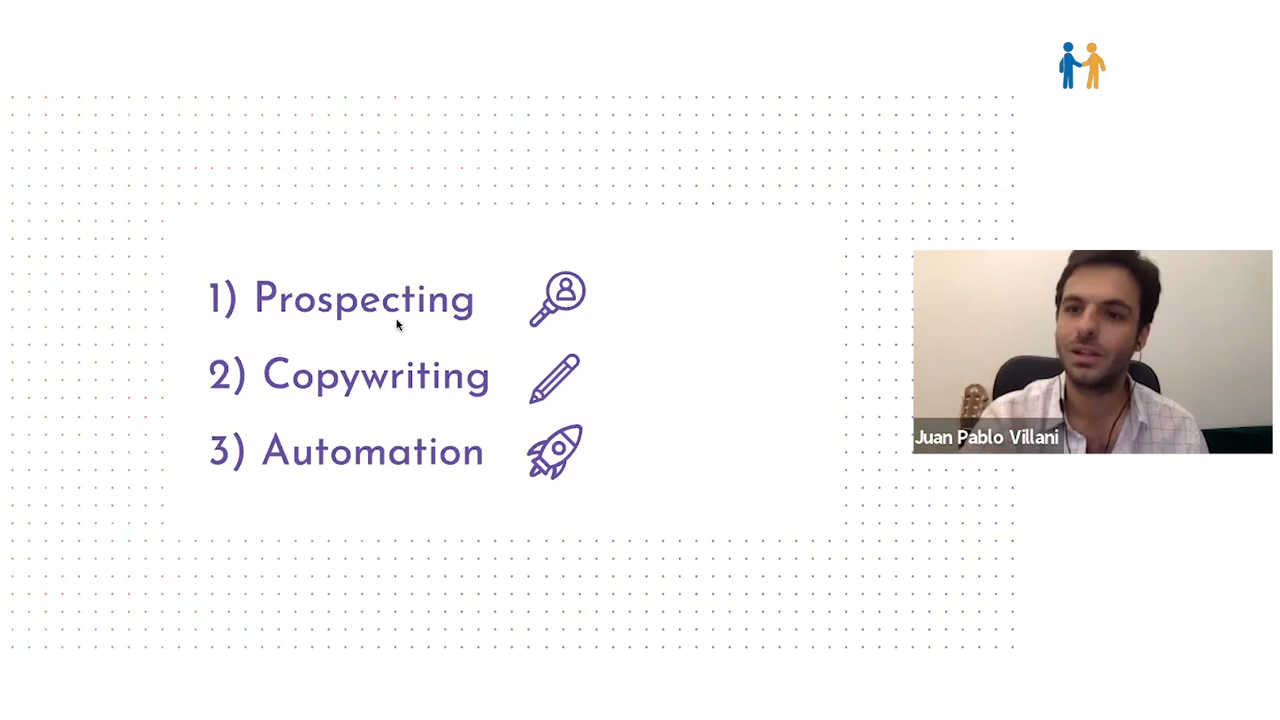 1) Prospecting
2) Copywriting
3) Automation
Juan Pablo Villani